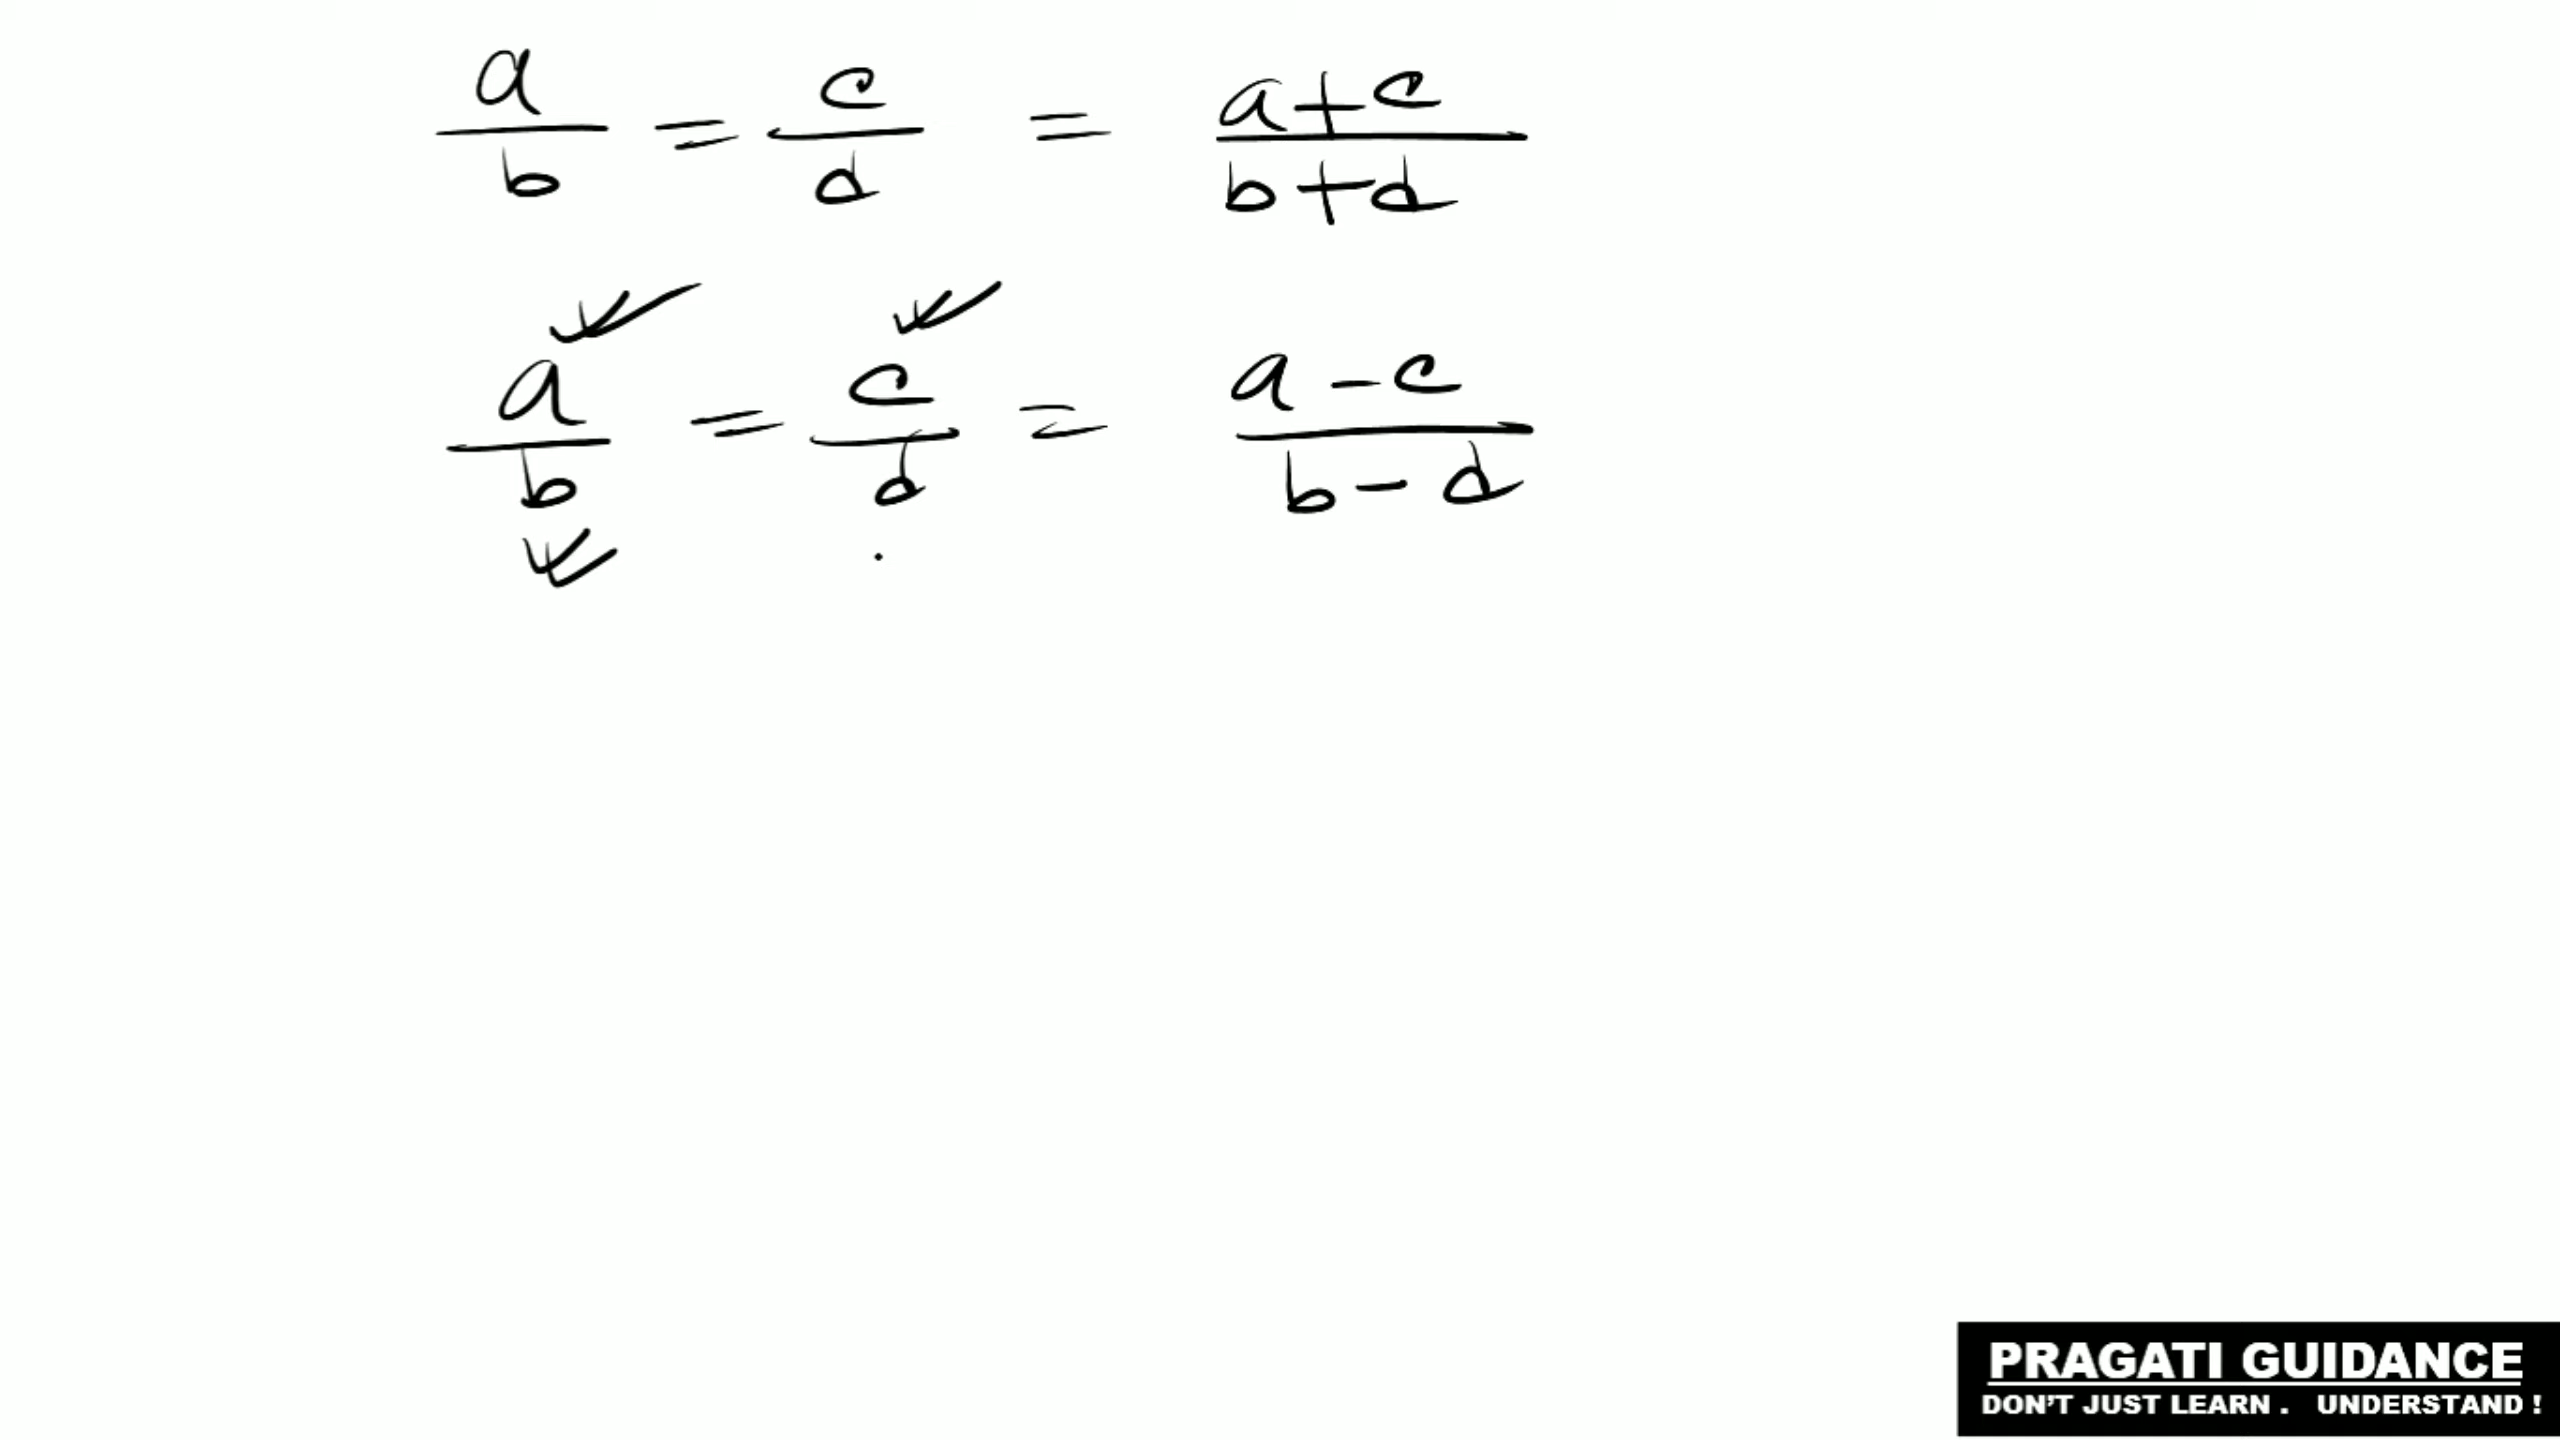 a/b = c/d = a+c/b+d
a/b = c/d = a-c/b-d
PRAGATI GUIDANCE
DON'T JUST LEARN . UNDERSTAND !